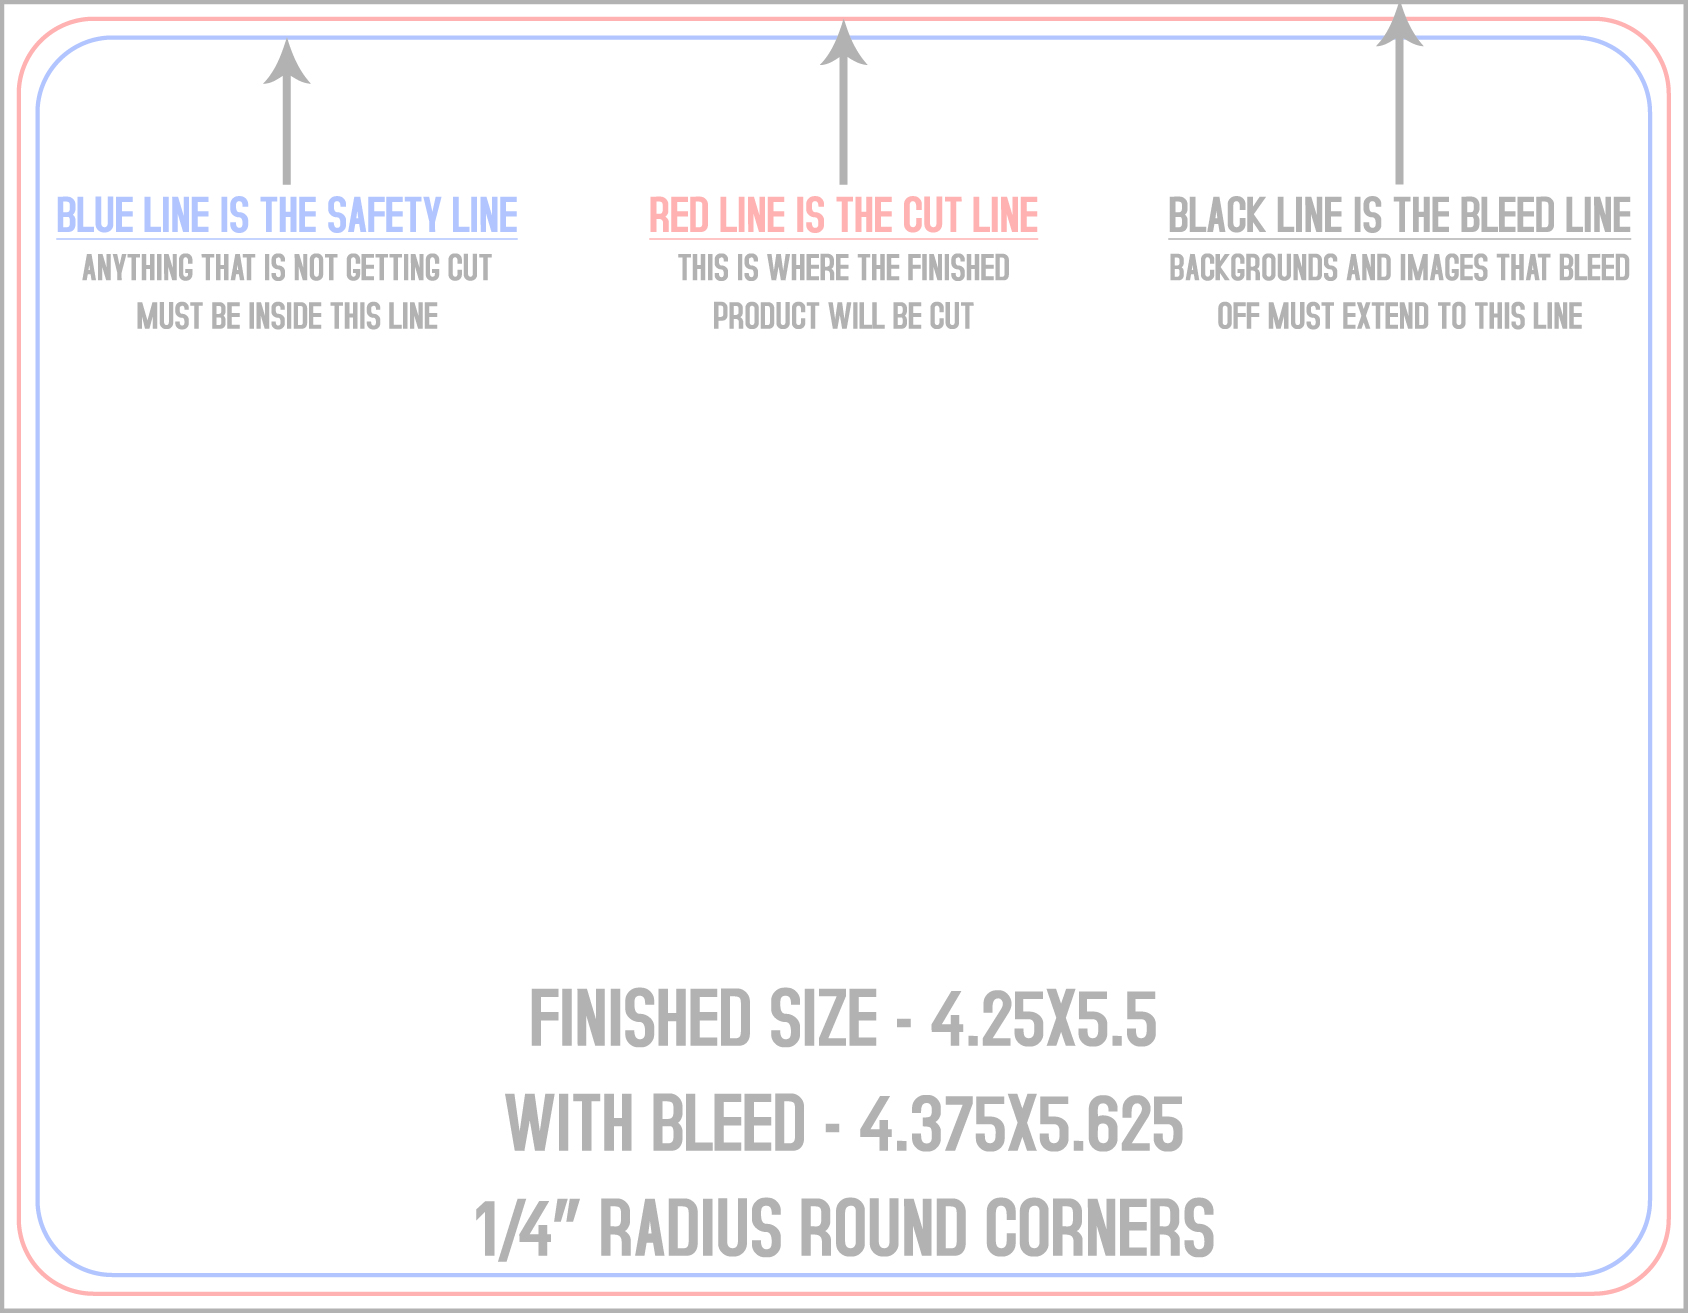 BLUE LINE IS THE SAFETY LINE
ANYTHING THAT IS NOT GETTING CUT
MUST BE INSIDE THIS LINE
RED LINE IS THE CUT LINE
THIS IS WHERE THE FINISHED
PRODUCT WILL BE CUT
BLACK LINE IS THE BLEED LINE
BACKGROUNDS AND IMAGES THAT BLEED
OFF MUST EXTEND TO THIS LINE
FINISHED SIZE - 4.25X5.5
WITH BLEED - 4.375X5.625
1/4" RADIUS ROUND CORNERS